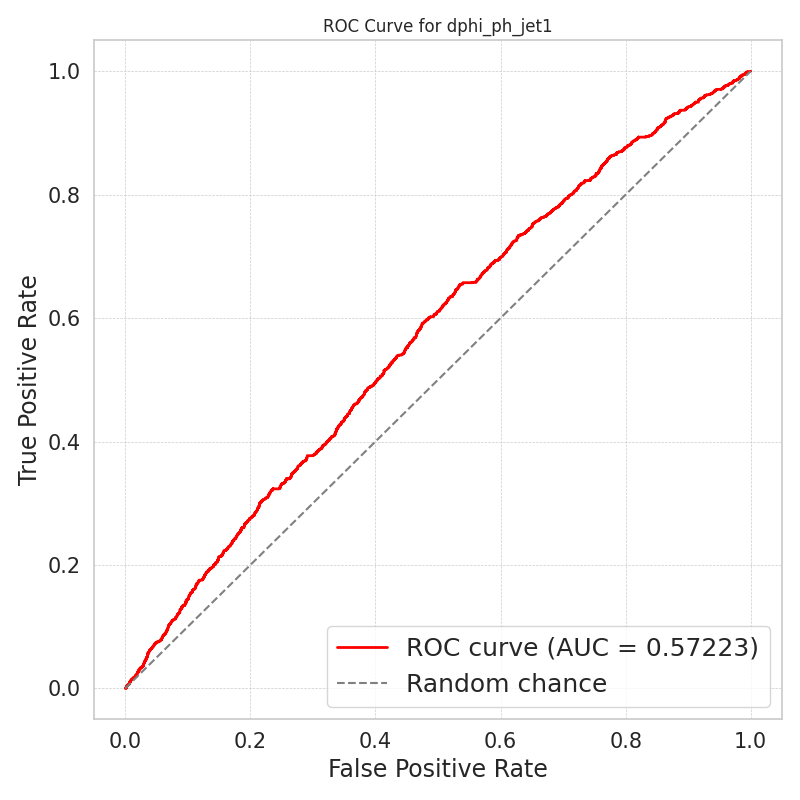 ROC Curve for dphi_ph_jet1
1.0
0.8
0.6
0.4
0.2
0.0
True Positive Rate
ROC curve (AUC = 0.57223)
Random chance
0.0 0.2 0.4 0.6 0.8 1.0
False Positive Rate